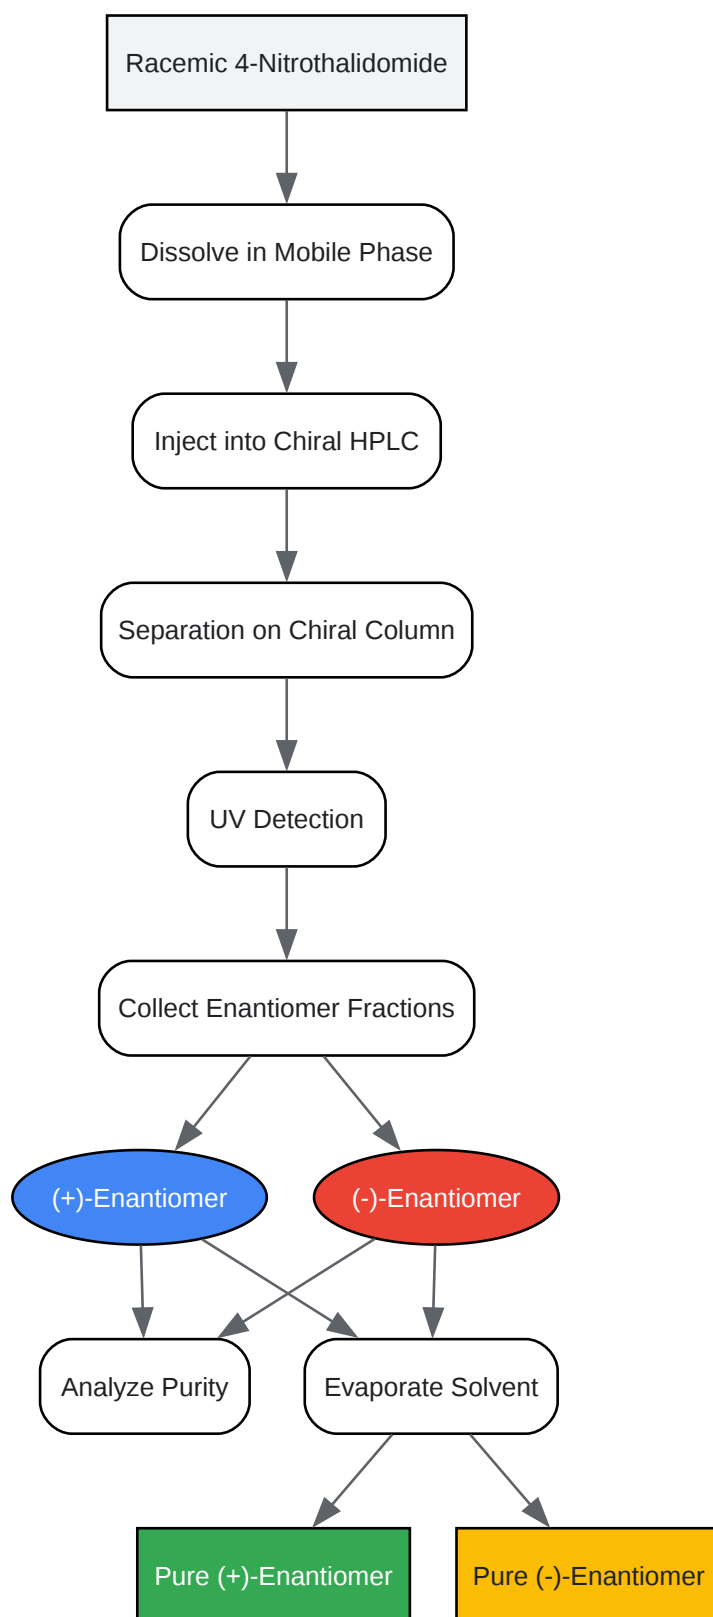 Racemic 4-Nitrothalidomide
Dissolve in Mobile Phase
Inject into Chiral HPLC
Separation on Chiral Column
UV Detection
Collect Enantiomer Fractions
(+)-Enantiomer
(-)-Enantiomer
Analyze Purity
Evaporate Solvent
Pure (+)-Enantiomer
Pure (-)-Enantiomer